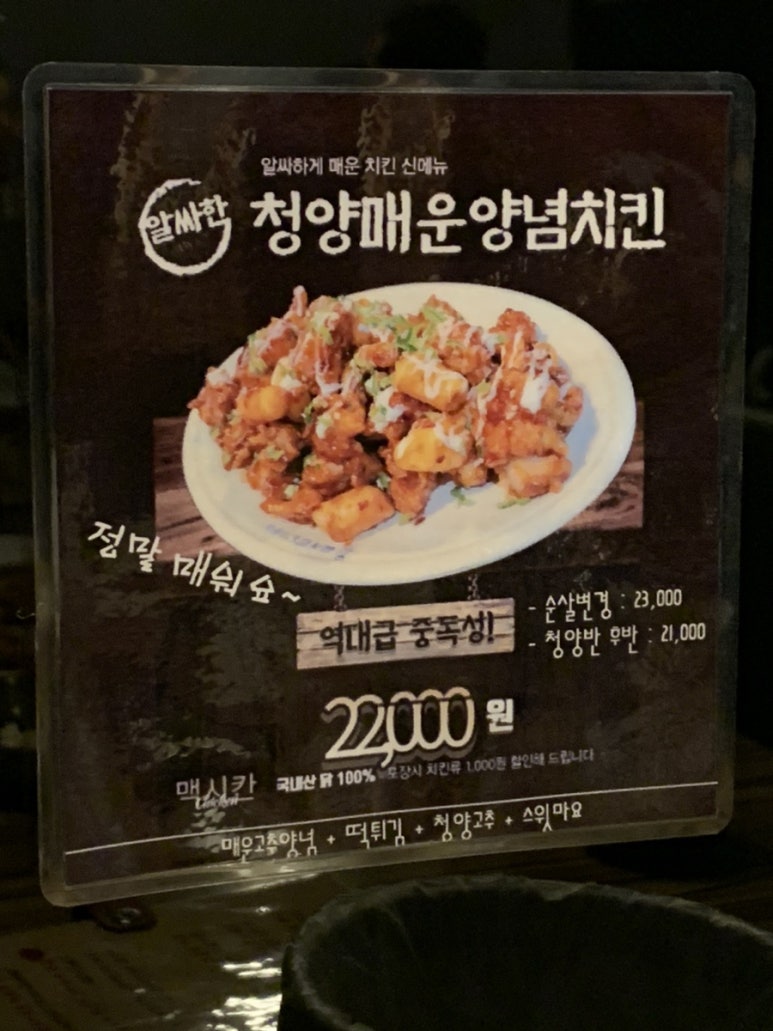 알싸하게 매운 치킨 신메뉴
알싸한 청양매운양념치킨
정말 매워요~
역대급 중독성!
- 순살변경 : 23,000
- 청양반 후반 : 21,000
22,000 원
맥시칸 국내산 닭 100% 포장시 치킨류 1,000원 할인해 드립니다
매운고추양념 + 떡튀김 + 청양고추 + 스윗마요